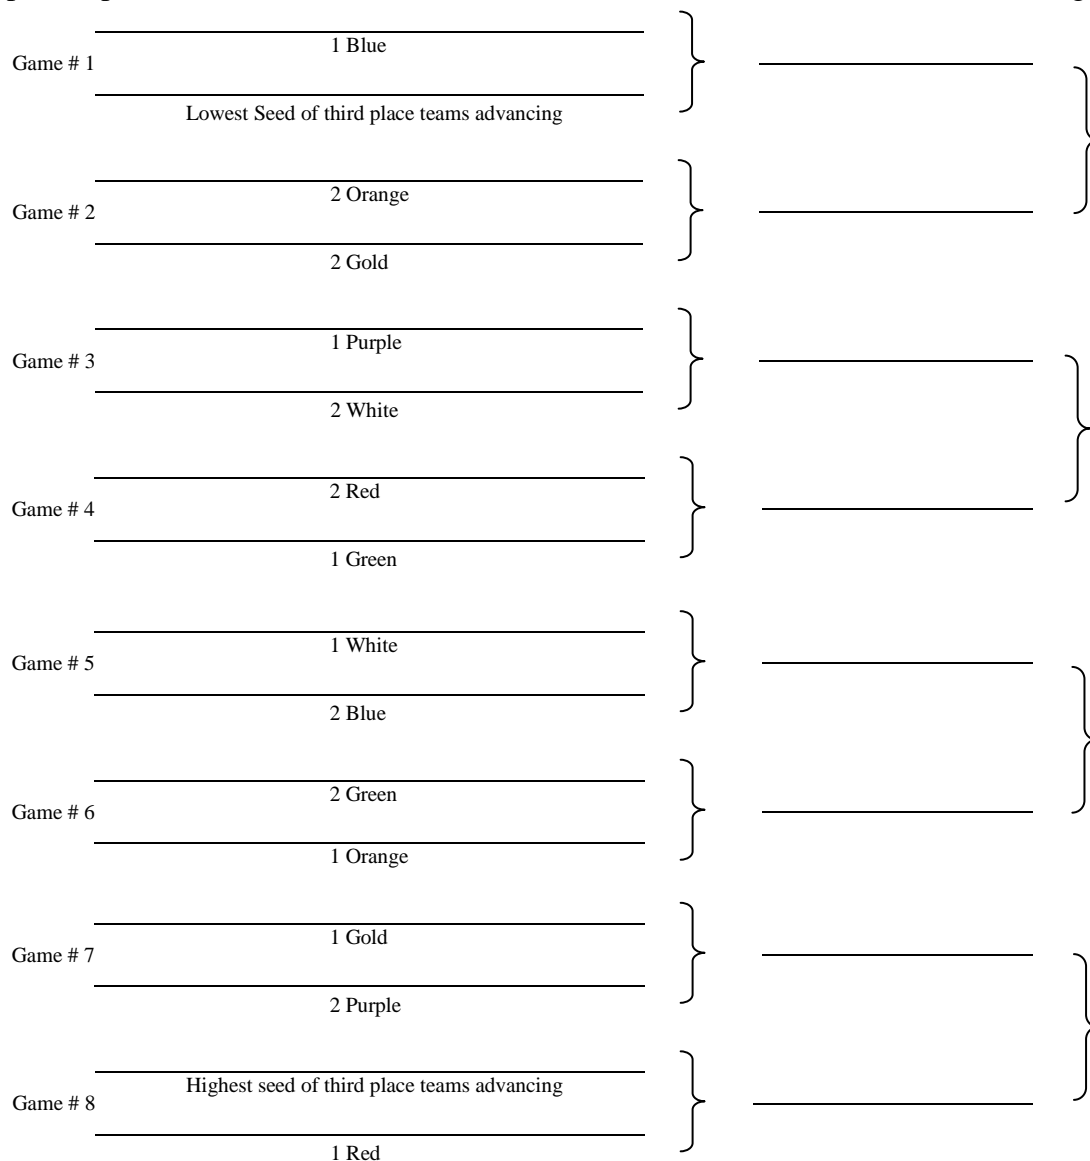 1 Blue
Game # 1
Lowest Seed of third place teams advancing
2 Orange
Game # 2
2 Gold
1 Purple
Game # 3
2 White
2 Red
Game # 4
1 Green
1 White
Game # 5
2 Blue
2 Green
Game # 6
1 Orange
1 Gold
Game # 7
2 Purple
Highest seed of third place teams advancing
Game # 8
1 Red